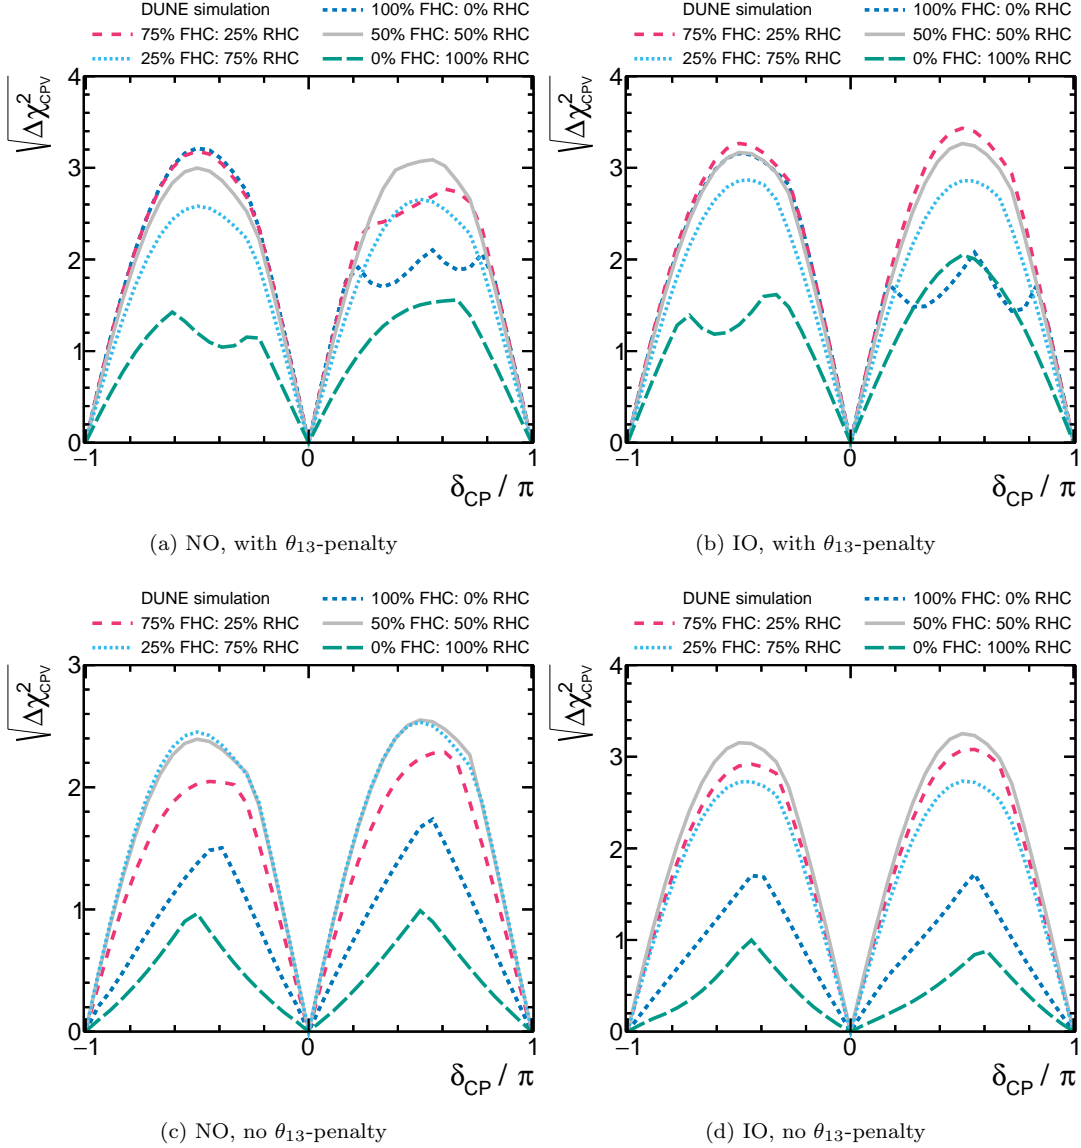 DUNE simulation 100% FHC: 0% RHC
75% FHC: 25% RHC 50% FHC: 50% RHC
25% FHC: 75% RHC 0% FHC: 100% RHC
√Δχ²CPV
4
3
2
1
0
−1 0 1
δCP / π
(a) NO, with θ13-penalty
DUNE simulation 100% FHC: 0% RHC
75% FHC: 25% RHC 50% FHC: 50% RHC
25% FHC: 75% RHC 0% FHC: 100% RHC
√Δχ²CPV
4
3
2
1
0
−1 0 1
δCP / π
(b) IO, with θ13-penalty
DUNE simulation 100% FHC: 0% RHC
75% FHC: 25% RHC 50% FHC: 50% RHC
25% FHC: 75% RHC 0% FHC: 100% RHC
√Δχ²CPV
3
2
1
0
−1 0 1
δCP / π
(c) NO, no θ13-penalty
DUNE simulation 100% FHC: 0% RHC
75% FHC: 25% RHC 50% FHC: 50% RHC
25% FHC: 75% RHC 0% FHC: 100% RHC
√Δχ²CPV
4
3
2
1
0
−1 0 1
δCP / π
(d) IO, no θ13-penalty